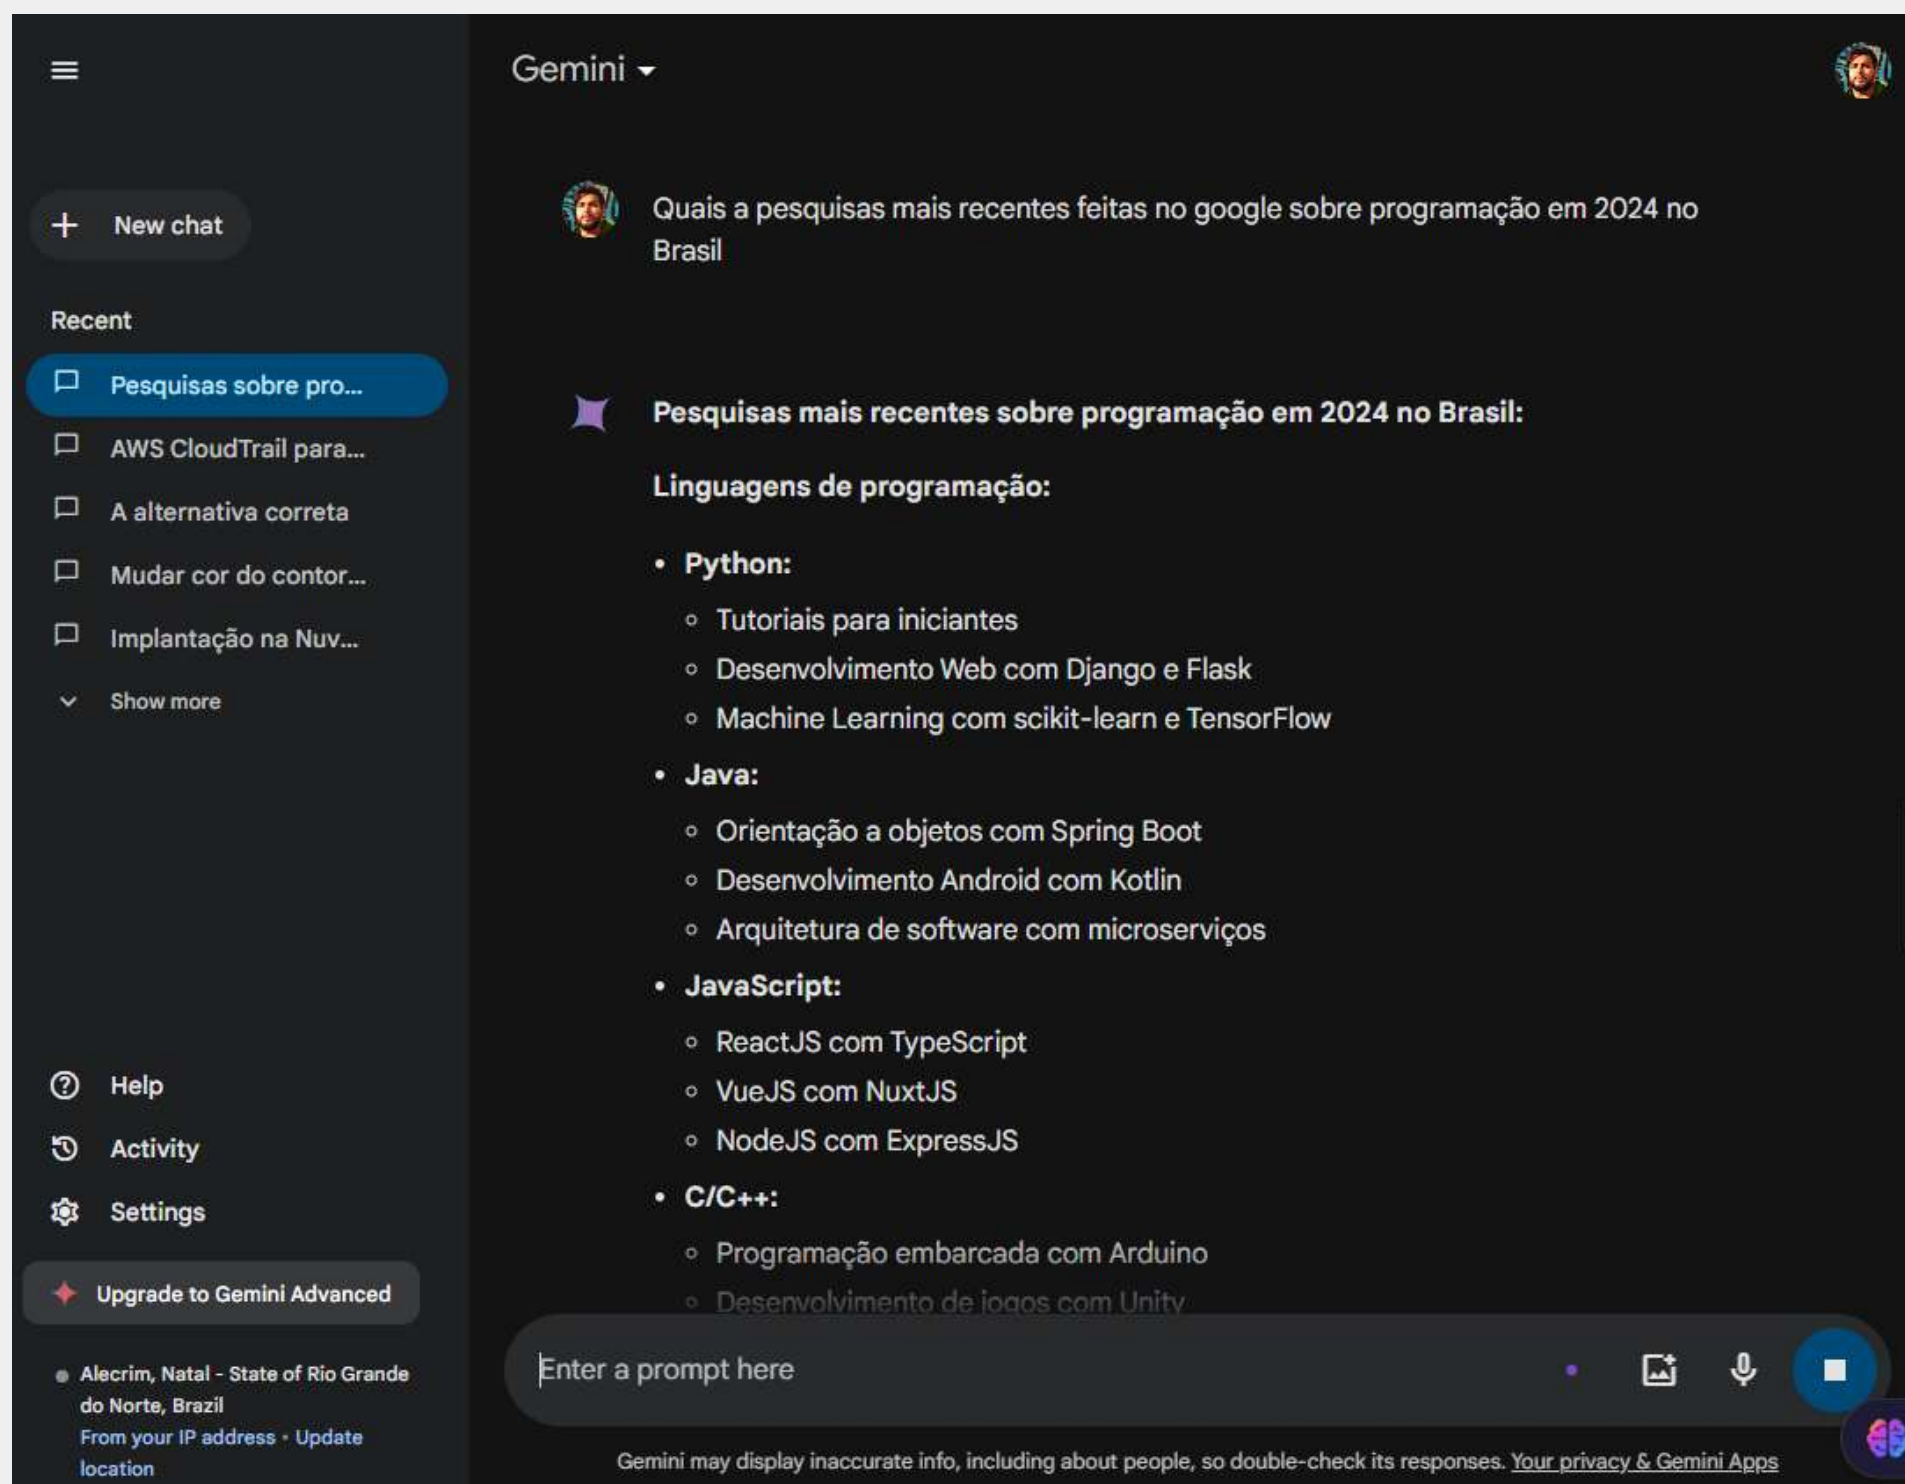 Gemini
New chat
Recent
Pesquisas sobre pro...
AWS CloudTrail para...
A alternativa correta
Mudar cor do contor...
Implantação na Nuv...
Show more
Help
Activity
Settings
Upgrade to Gemini Advanced
Alecrim, Natal - State of Rio Grande
do Norte, Brazil
From your IP address • Update
location
Quais a pesquisas mais recentes feitas no google sobre programação em 2024 no
Brasil
Pesquisas mais recentes sobre programação em 2024 no Brasil:
Linguagens de programação:
• Python:
◦ Tutoriais para iniciantes
◦ Desenvolvimento Web com Django e Flask
◦ Machine Learning com scikit-learn e TensorFlow
• Java:
◦ Orientação a objetos com Spring Boot
◦ Desenvolvimento Android com Kotlin
◦ Arquitetura de software com microserviços
• JavaScript:
◦ ReactJS com TypeScript
◦ VueJS com NuxtJS
◦ NodeJS com ExpressJS
• C/C++:
◦ Programação embarcada com Arduino
◦ Desenvolvimento de jogos com Unity
Enter a prompt here
Gemini may display inaccurate info, including about people, so double-check its responses. Your privacy & Gemini Apps